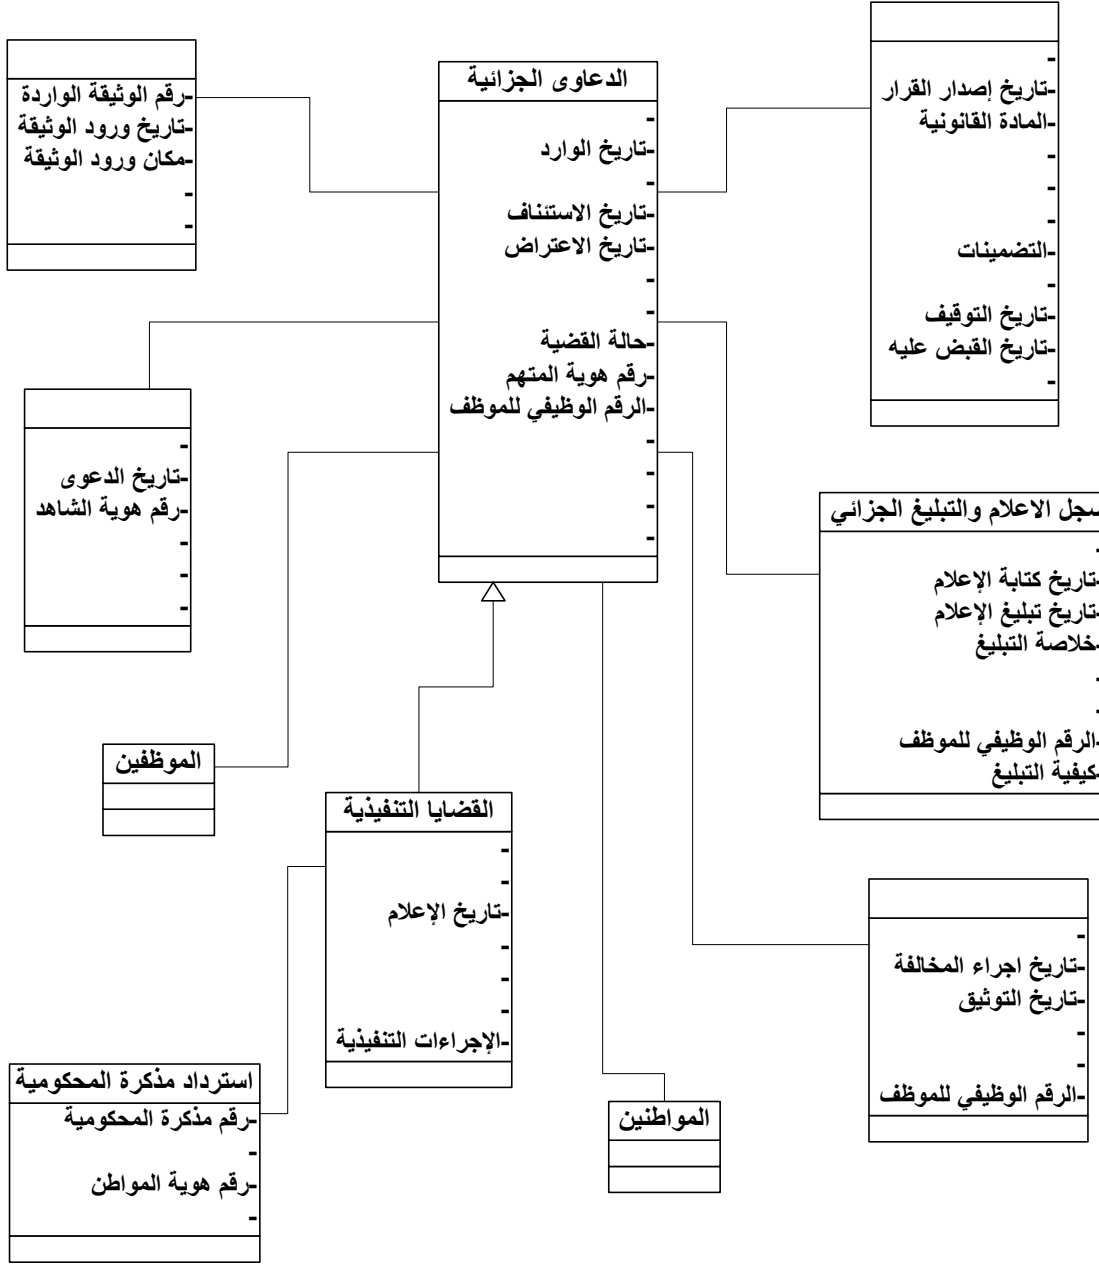 -رقم الوثيقة الواردة
-تاريخ ورود الوثيقة
-مكان ورود الوثيقة
-
-
الدعاوى الجزائية
-
-تاريخ الوارد
-
-تاريخ الاستئناف
-تاريخ الاعتراض
-
-
-حالة القضية
-رقم هوية المتهم
-الرقم الوظيفي للموظف
-
-
-
-
-
-تاريخ إصدار القرار
-المادة القانونية
-
-
-
-التضمينات
-
-تاريخ التوقيف
-تاريخ القبض عليه
-
-
-تاريخ الدعوى
-رقم هوية الشاهد
-
-
-
سجل الاعلام والتبليغ الجزائي
-
-تاريخ كتابة الإعلام
-تاريخ تبليغ الإعلام
-خلاصة التبليغ
-
-
-الرقم الوظيفي للموظف
-كيفية التبليغ
الموظفين
القضايا التنفيذية
-
-
-تاريخ الإعلام
-
-
-
-الإجراءات التنفيذية
-
-تاريخ اجراء المخالفة
-تاريخ التوثيق
-
-
-الرقم الوظيفي للموظف
استرداد مذكرة المحكومية
-رقم مذكرة المحكومية
-
-رقم هوية المواطن
-
المواطنين